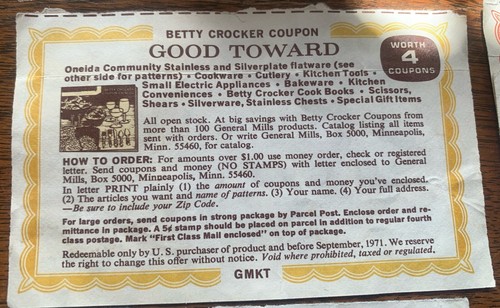 BETTY CROCKER COUPON
GOOD TOWARD
WORTH
4
COUPONS
Oneida Community Stainless and Silverplate flatware (see
other side for patterns) • Cookware • Cutlery • Kitchen Tools •
Small Electric Appliances • Bakeware • Kitchen
Conveniences • Betty Crocker Cook Books • Scissors,
Shears • Silverware, Stainless Chests • Special Gift Items
All open stock. At big savings with Betty Crocker Coupons from
more than 100 General Mills products. Catalog listing all items
sent with orders. Or write General Mills, Box 5000, Minneapolis,
Minn. 55460, for catalog.
HOW TO ORDER: For amounts over $1.00 use money order, check or registered
letter. Send coupons and money (NO STAMPS) with letter enclosed to General
Mills, Box 5000, Minneapolis, Minn. 55460.
In letter PRINT plainly (1) the amount of coupons and money you've enclosed.
(2) The articles you want and name of patterns. (3) Your name. (4) Your full address.
—Be sure to include your Zip Code.
For large orders, send coupons in strong package by Parcel Post. Enclose order and re-
mittance in package. A 5¢ stamp should be placed on parcel in addition to regular fourth
class postage. Mark "First Class Mail enclosed" on top of package.
Redeemable only by U. S. purchaser of product and before September, 1971. We reserve
the right to change this offer without notice. Void where prohibited, taxed or regulated.
GMKT